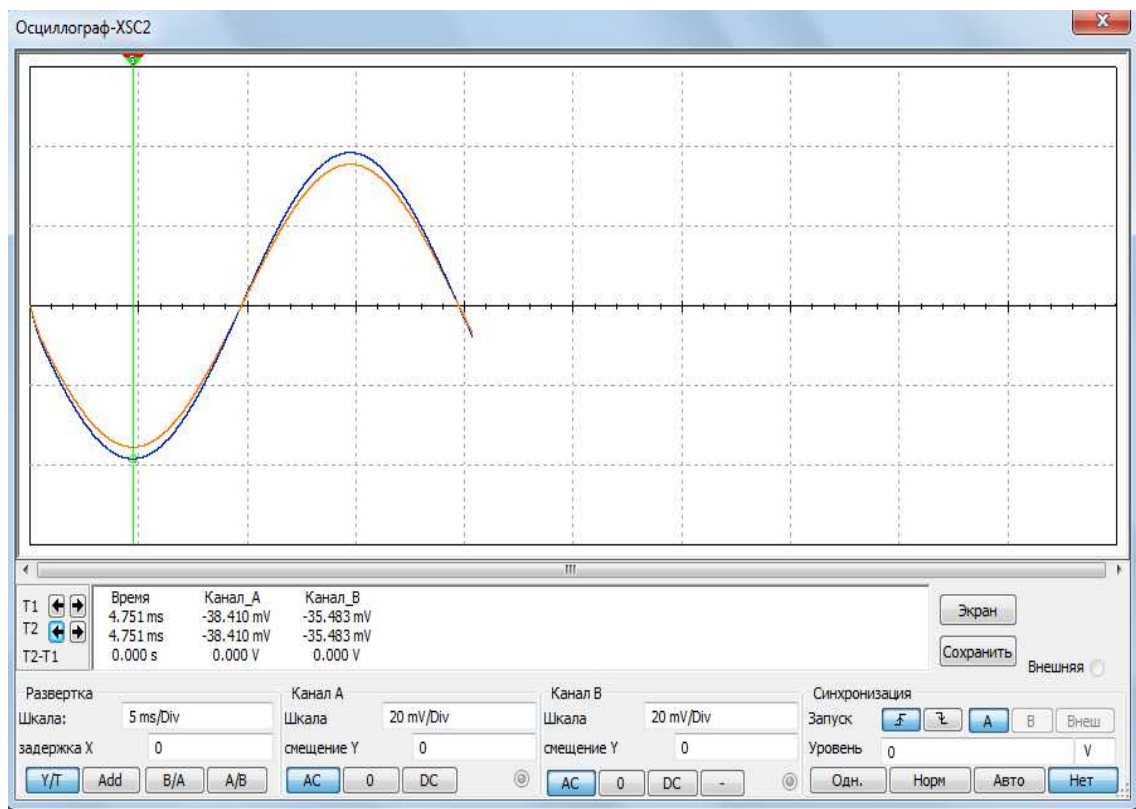 Осциллограф-XSC2
X
Время Канал_A Канал_B
T1 4.751 ms -38.410 mV -35.483 mV
T2 4.751 ms -38.410 mV -35.483 mV
T2-T1 0.000 s 0.000 V 0.000 V
Экран
Сохранить
Внешняя
Развертка
Шкала: 5 ms/Div
задержка X 0
Y/T Add B/A A/B
Канал A
Шкала 20 mV/Div
смещение Y 0
AC 0 DC
Канал B
Шкала 20 mV/Div
смещение Y 0
AC 0 DC -
Синхронизация
Запуск A B Внеш
Уровень 0 V
Одн. Норм Авто Нет